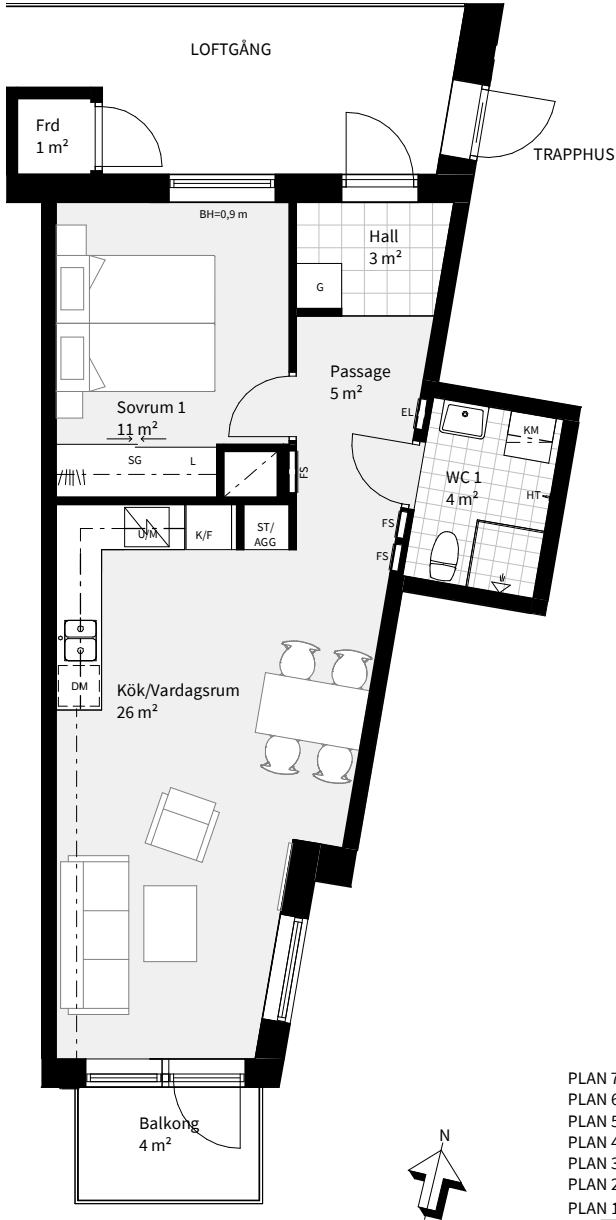 LOFTGÅNG
Frd
1 m²
TRAPPHUS
BH=0,9 m
Hall
3 m²
G
Passage
5 m²
Sovrum 1
11 m²
EL
KM
SG
L
FS
WC 1
4 m²
HT
U/M
K/F
ST/
AGG
FS
FS
DM
Kök/Vardagsrum
26 m²
Balkong
4 m²
N
PLAN 7
PLAN 6
PLAN 5
PLAN 4
PLAN 3
PLAN 2
PLAN 1